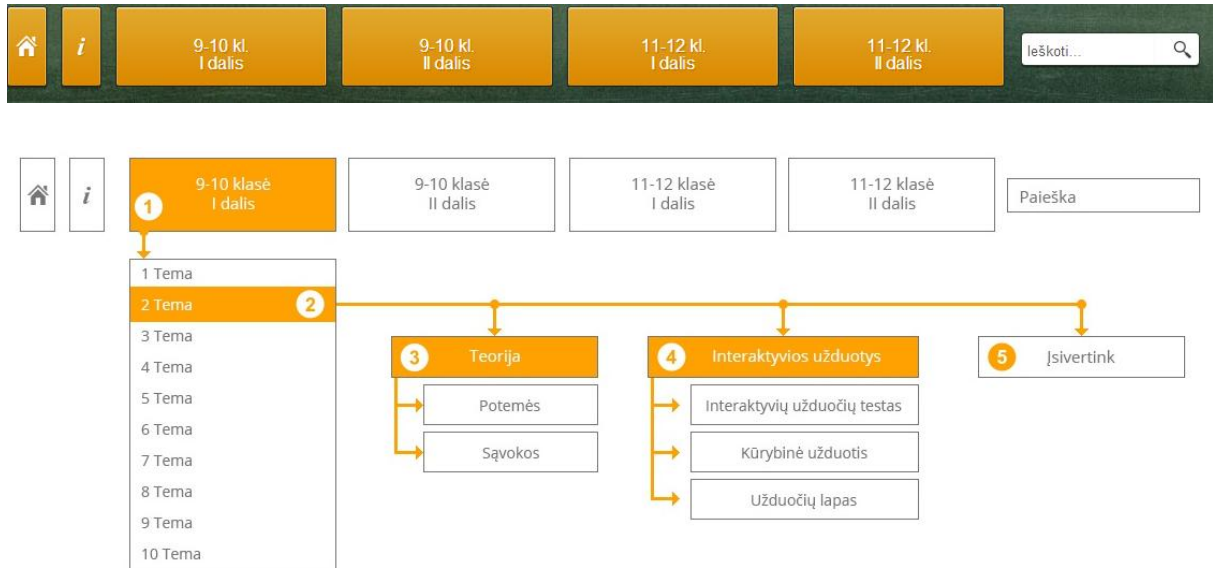 i
9-10 kl.
I dalis
9-10 kl.
II dalis
11-12 kl.
I dalis
11-12 kl.
II dalis
Ieškoti...
i
1
9-10 klasė
I dalis
9-10 klasė
II dalis
11-12 klasė
I dalis
11-12 klasė
II dalis
Paieška
1 Tema
2 Tema
2
3 Tema
4 Tema
5 Tema
6 Tema
7 Tema
8 Tema
9 Tema
10 Tema
3 Teorija
Potemės
Sąvokos
4 Interaktyvios užduotys
Interaktyvių užduočių testas
Kūrybinė užduotis
Užduočių lapas
5 Įsivertink